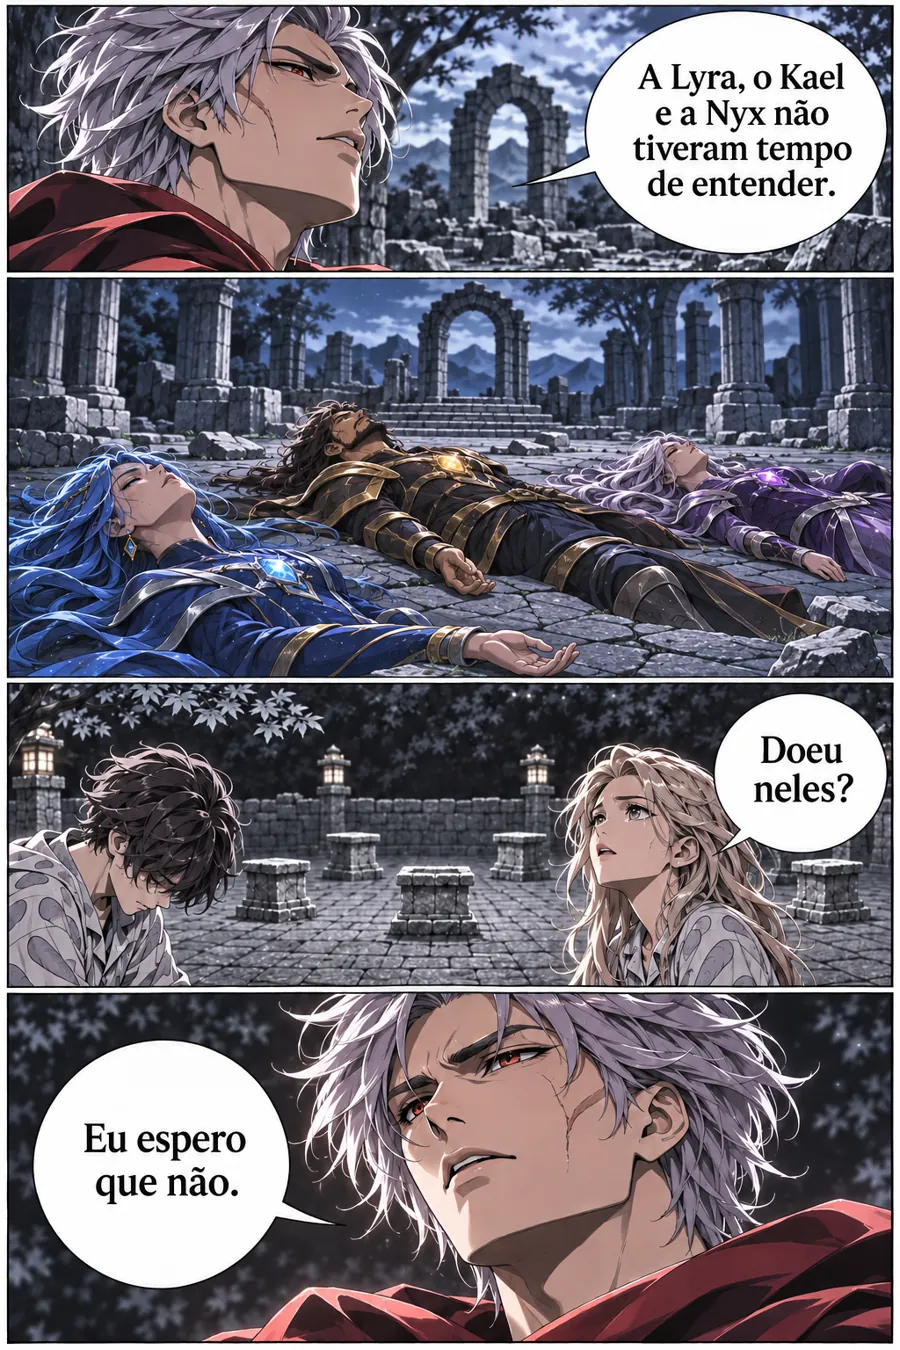 A Lyra, o Kael
e a Nyx não
tiveram tempo
de entender.
Doeu
neles?
Eu espero
que não.